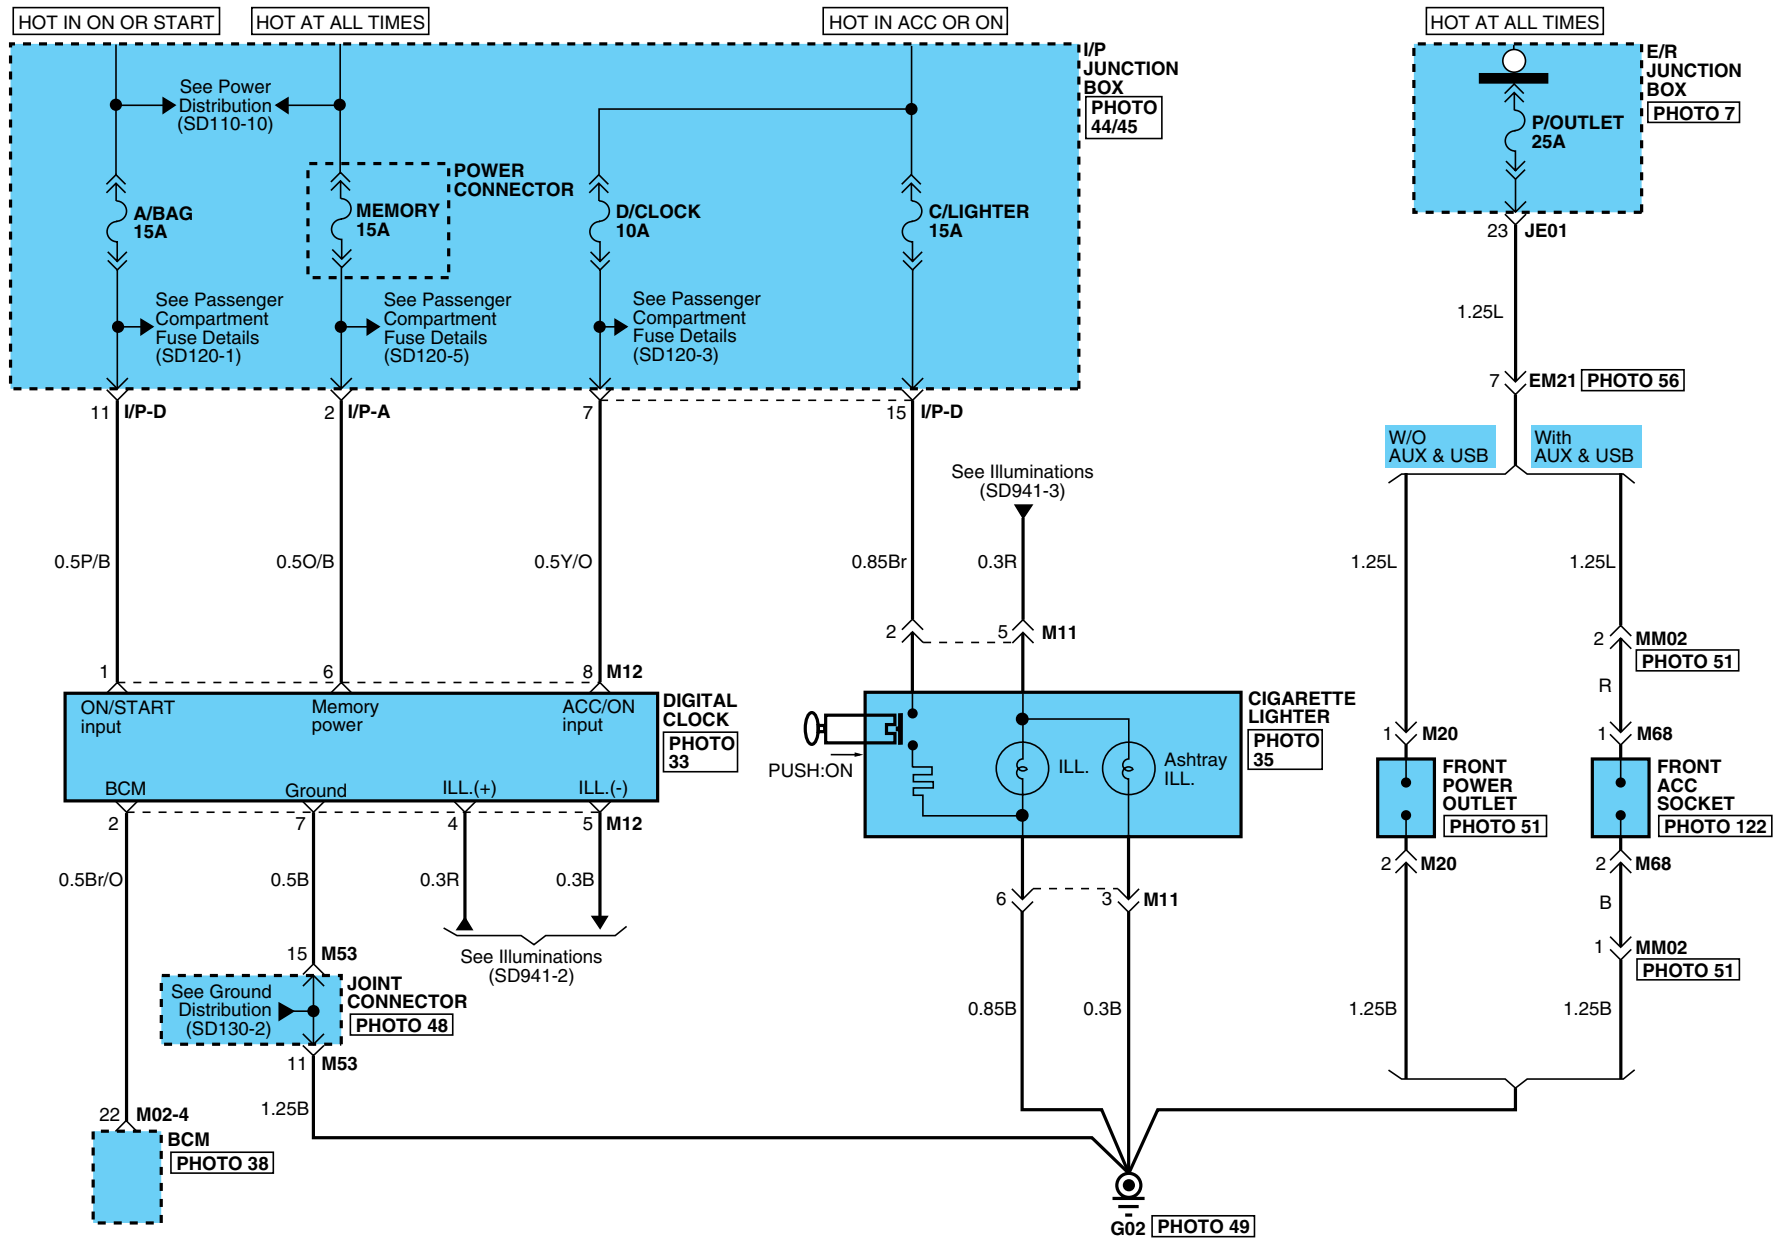 HOT IN ON OR START
HOT AT ALL TIMES
HOT IN ACC OR ON
HOT AT ALL TIMES
I/P
JUNCTION
BOX
PHOTO
44/45
E/R
JUNCTION
BOX
PHOTO 7
See Power
Distribution
(SD110-10)
POWER
CONNECTOR
A/BAG
15A
MEMORY
15A
D/CLOCK
10A
C/LIGHTER
15A
P/OUTLET
25A
See Passenger
Compartment
Fuse Details
(SD120-1)
See Passenger
Compartment
Fuse Details
(SD120-5)
See Passenger
Compartment
Fuse Details
(SD120-3)
11 I/P-D
2 I/P-A
7
15 I/P-D
23 JE01
1.25L
7 EM21 PHOTO 56
W/O
AUX & USB
With
AUX & USB
See Illuminations
(SD941-3)
0.5P/B
0.5O/B
0.5Y/O
0.85Br
0.3R
1.25L
1.25L
1
6
8 M12
2
5 M11
2 MM02
PHOTO 51
R
ON/START
input
Memory
power
ACC/ON
input
BCM
Ground
ILL.(+)
ILL.(-)
DIGITAL
CLOCK
PHOTO
33
PUSH:ON
ILL.
Ashtray
ILL.
CIGARETTE
LIGHTER
PHOTO
35
1 M20
FRONT
POWER
OUTLET
PHOTO 51
2 M20
1 M68
FRONT
ACC
SOCKET
PHOTO 122
2 M68
B
1 MM02
PHOTO 51
2
7
4
5 M12
0.5Br/O
0.5B
0.3R
0.3B
See Illuminations
(SD941-2)
6
3 M11
15 M53
See Ground
Distribution
(SD130-2)
JOINT
CONNECTOR
PHOTO 48
11 M53
0.85B
0.3B
1.25B
1.25B
1.25B
22 M02-4
BCM
PHOTO 38
G02 PHOTO 49